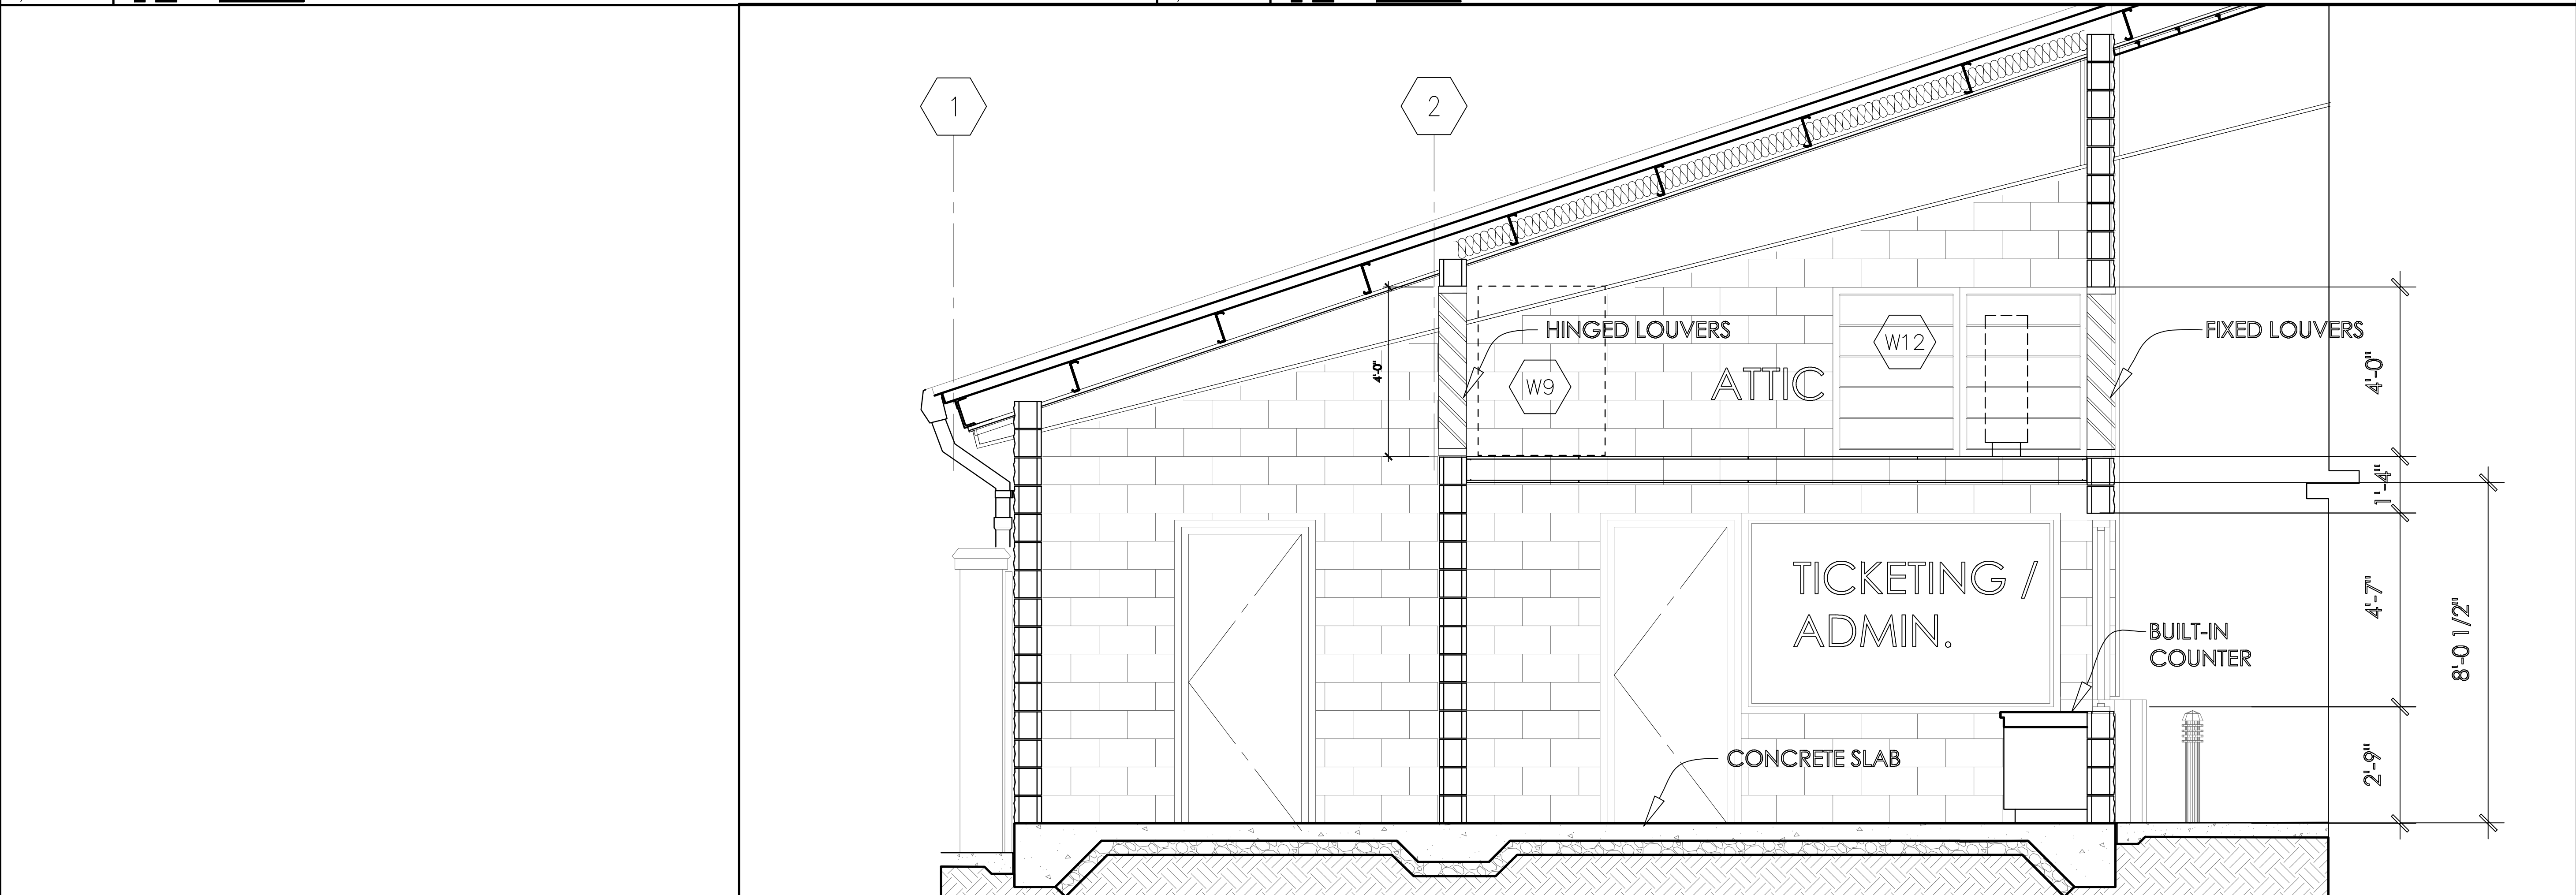 1
2
HINGED LOUVERS
W12
FIXED LOUVERS
4'-0"
W9
ATTIC
4'-0"
1'-4"
TICKETING /
ADMIN.
4'-7"
8'-0 1/2"
BUILT-IN
COUNTER
CONCRETE SLAB
2'-9"